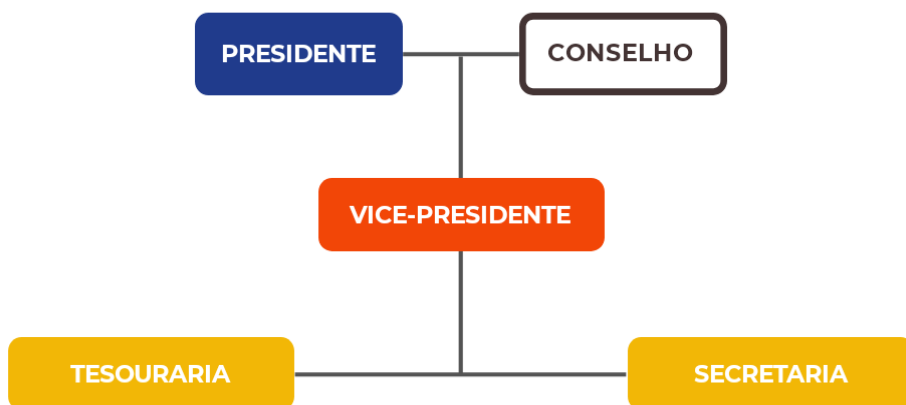 PRESIDENTE
CONSELHO
VICE-PRESIDENTE
TESOURARIA
SECRETARIA